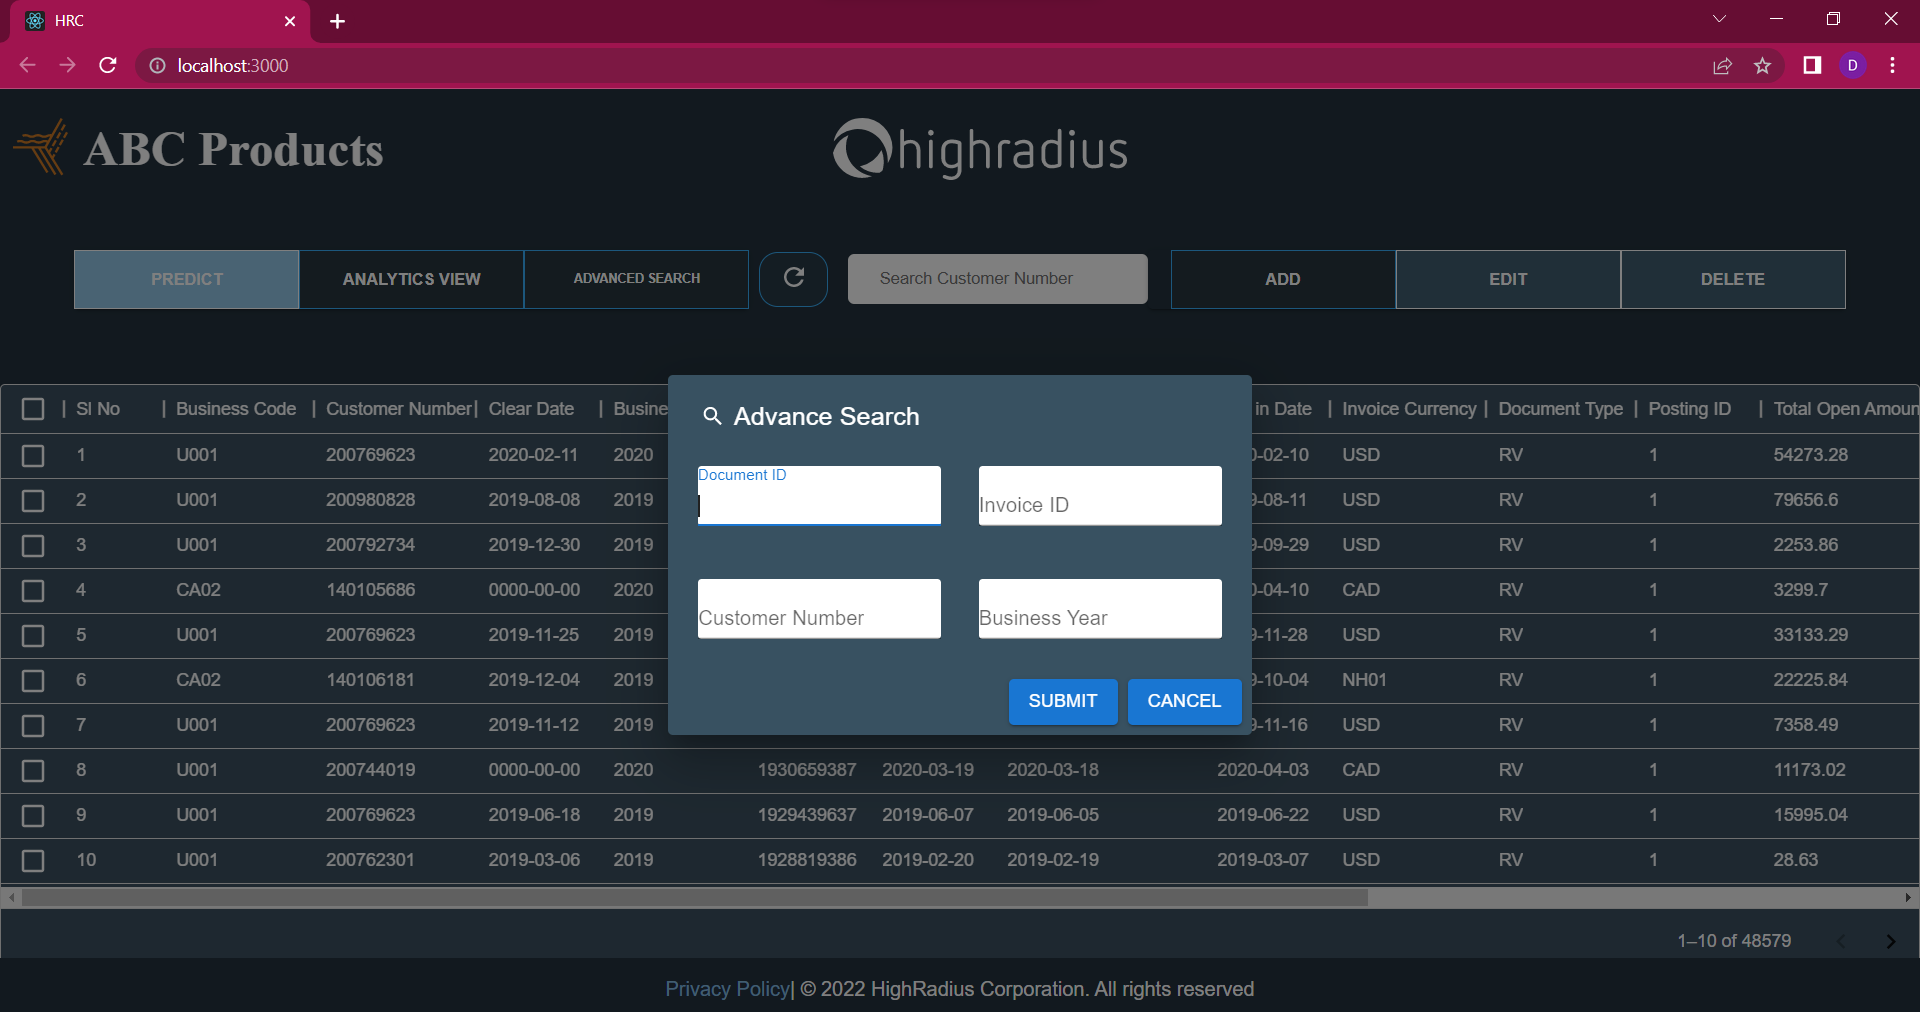 HRC
localhost:3000
D
ABC Products
highradius
PREDICT ANALYTICS VIEW ADVANCED SEARCH Search Customer Number ADD EDIT DELETE
Sl No | Business Code | Customer Number | Clear Date | Busine in Date | Invoice Currency | Document Type | Posting ID | Total Open Amoun
1 U001 200769623 2020-02-11 2020 0-02-10 USD RV 1 54273.28
2 U001 200980828 2019-08-08 2019 9-08-11 USD RV 1 79656.6
3 U001 200792734 2019-12-30 2019 9-09-29 USD RV 1 2253.86
4 CA02 140105686 0000-00-00 2020 0-04-10 CAD RV 1 3299.7
5 U001 200769623 2019-11-25 2019 9-11-28 USD RV 1 33133.29
6 CA02 140106181 2019-12-04 2019 9-10-04 NH01 RV 1 22225.84
7 U001 200769623 2019-11-12 2019 9-11-16 USD RV 1 7358.49
8 U001 200744019 0000-00-00 2020 1930659387 2020-03-19 2020-03-18 2020-04-03 CAD RV 1 11173.02
9 U001 200769623 2019-06-18 2019 1929439637 2019-06-07 2019-06-05 2019-06-22 USD RV 1 15995.04
10 U001 200762301 2019-03-06 2019 1928819386 2019-02-20 2019-02-19 2019-03-07 USD RV 1 28.63
Advance Search
Document ID
Invoice ID
Customer Number
Business Year
SUBMIT CANCEL
1–10 of 48579
Privacy Policy| © 2022 HighRadius Corporation. All rights reserved